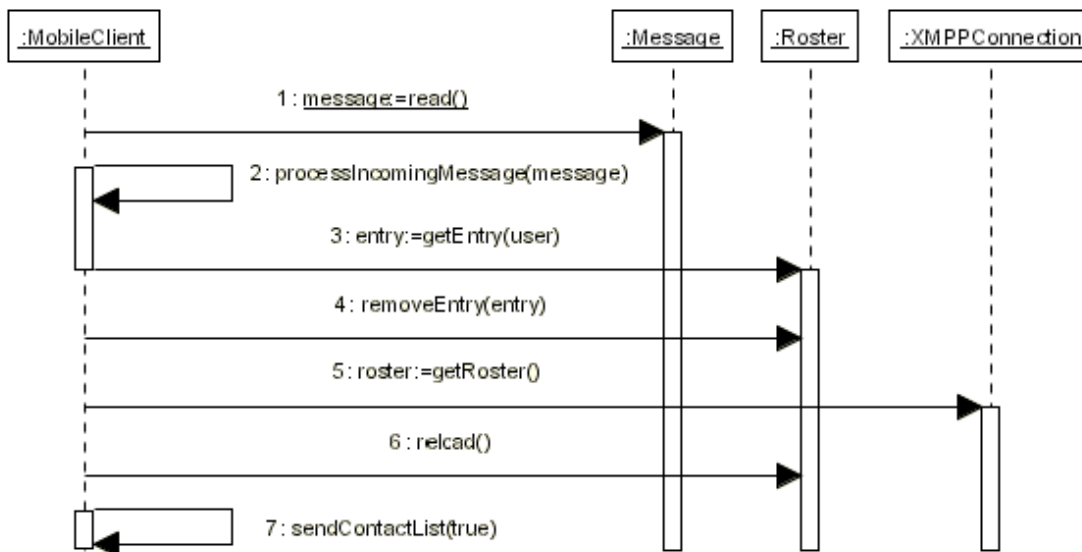 :MobileClient
:Message
:Roster
:XMPPConnection
1: message:=read()
2: processIncomingMessage(message)
3: entry:=getEntry(user)
4: removeEntry(entry)
5: roster:=getRoster()
6: reload()
7: sendContactList(true)